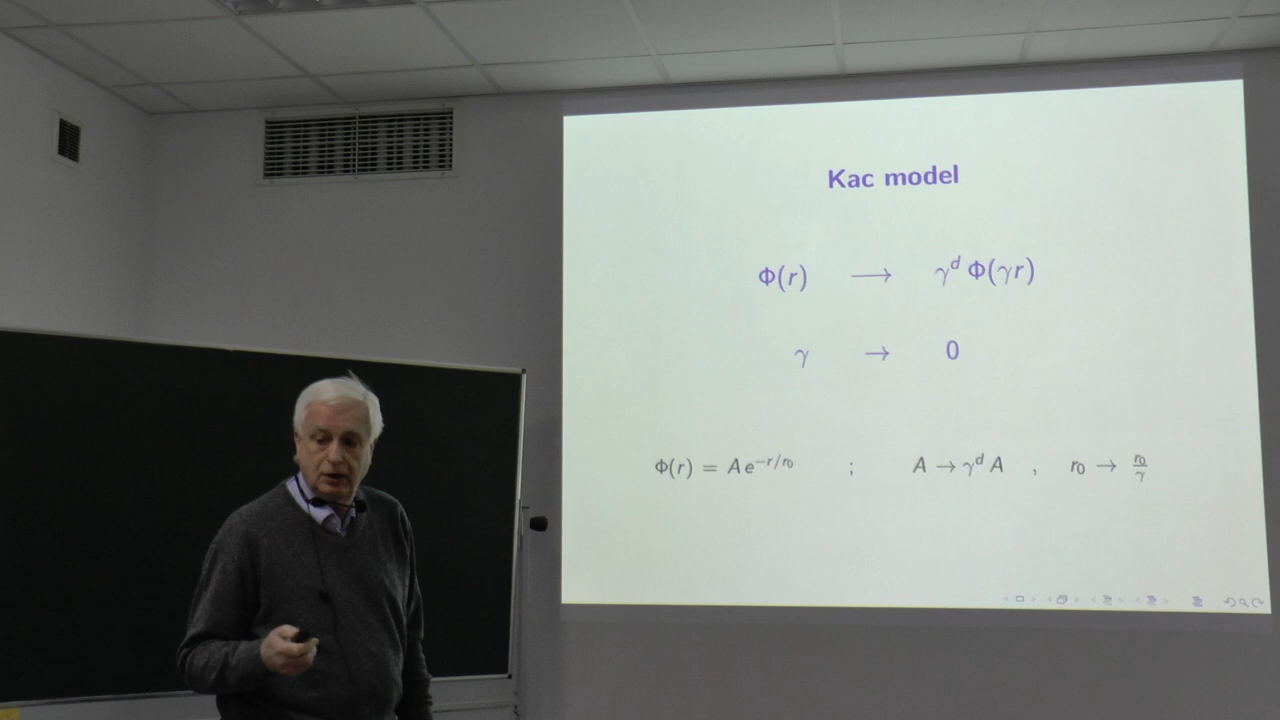 Kac model
Φ(r) ⟶ γ^d Φ(γr)
γ → 0
Φ(r) = A e^{−r/r₀} ; A → γ^d A , r₀ → r₀/γ